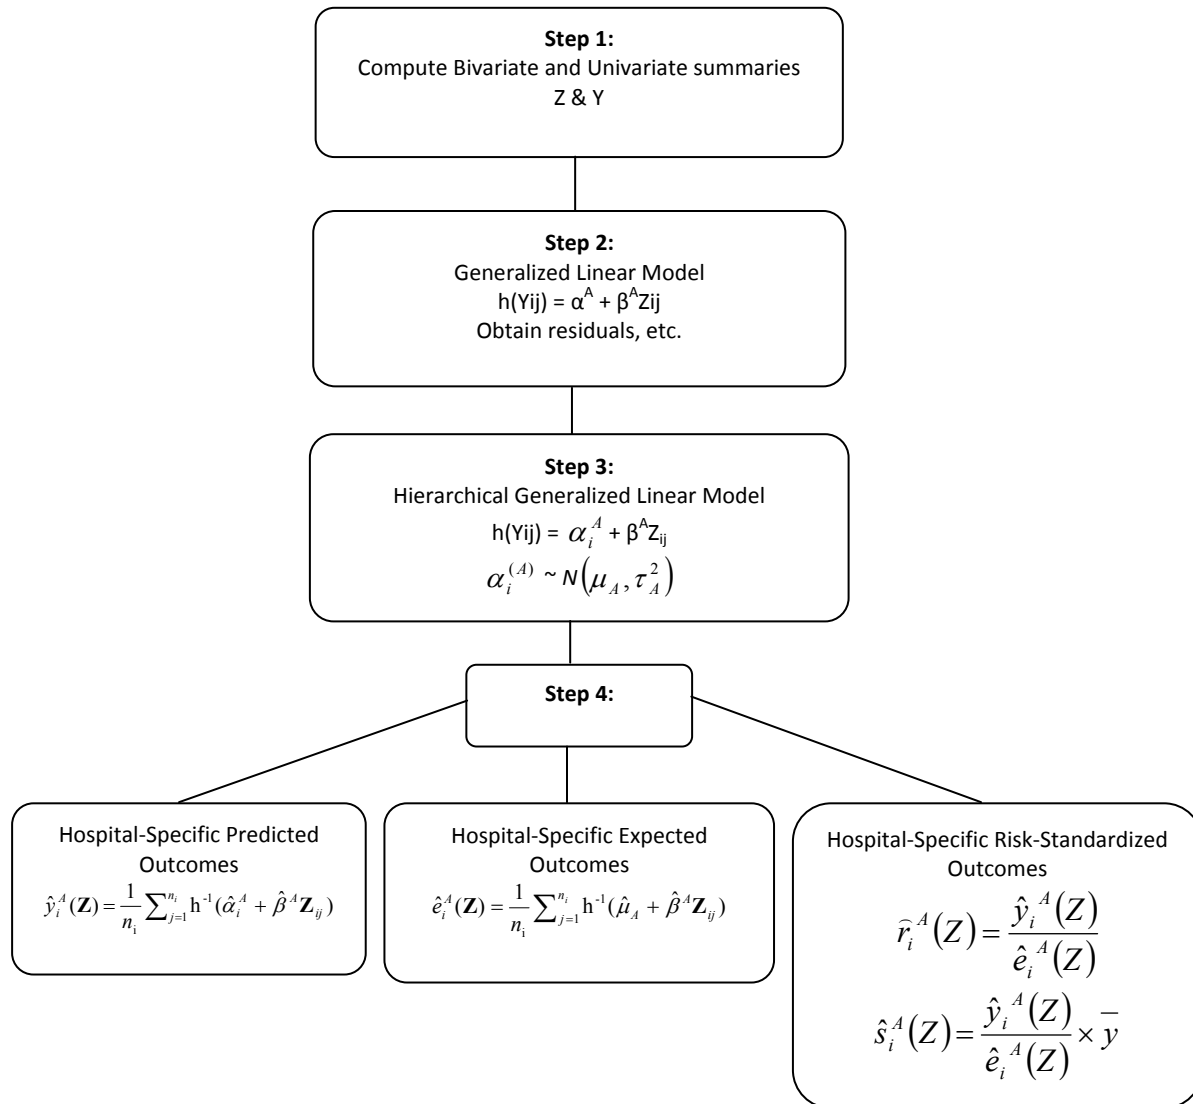 Step 1:
Compute Bivariate and Univariate summaries
Z & Y
Step 2:
Generalized Linear Model
h(Yij) = α^A + β^AZij
Obtain residuals, etc.
Step 3:
Hierarchical Generalized Linear Model
h(Yij) = α_i^A + β^AZ_ij
α_i^(A) ~ N(μ_A, τ_A^2)
Step 4:
Hospital-Specific Predicted
Outcomes
ŷ_i^A(Z) = 1/n_i ∑_{j=1}^{n_i} h^-1(α̂_i^A + β̂^A Z_ij)
Hospital-Specific Expected
Outcomes
ê_i^A(Z) = 1/n_i ∑_{j=1}^{n_i} h^-1(μ̂_A + β̂^A Z_ij)
Hospital-Specific Risk-Standardized
Outcomes
r̂_i^A(Z) = ŷ_i^A(Z) / ê_i^A(Z)
ŝ_i^A(Z) = ŷ_i^A(Z) / ê_i^A(Z) × ȳ